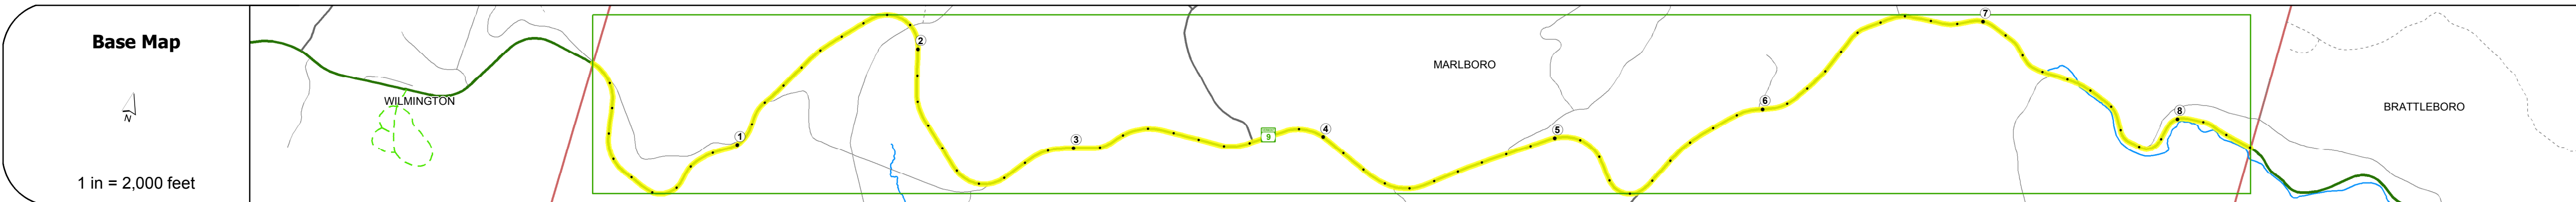 Base Map
N
1 in = 2,000 feet
WILMINGTON
1
2
3
9
4
MARLBORO
5
6
7
8
BRATTLEBORO